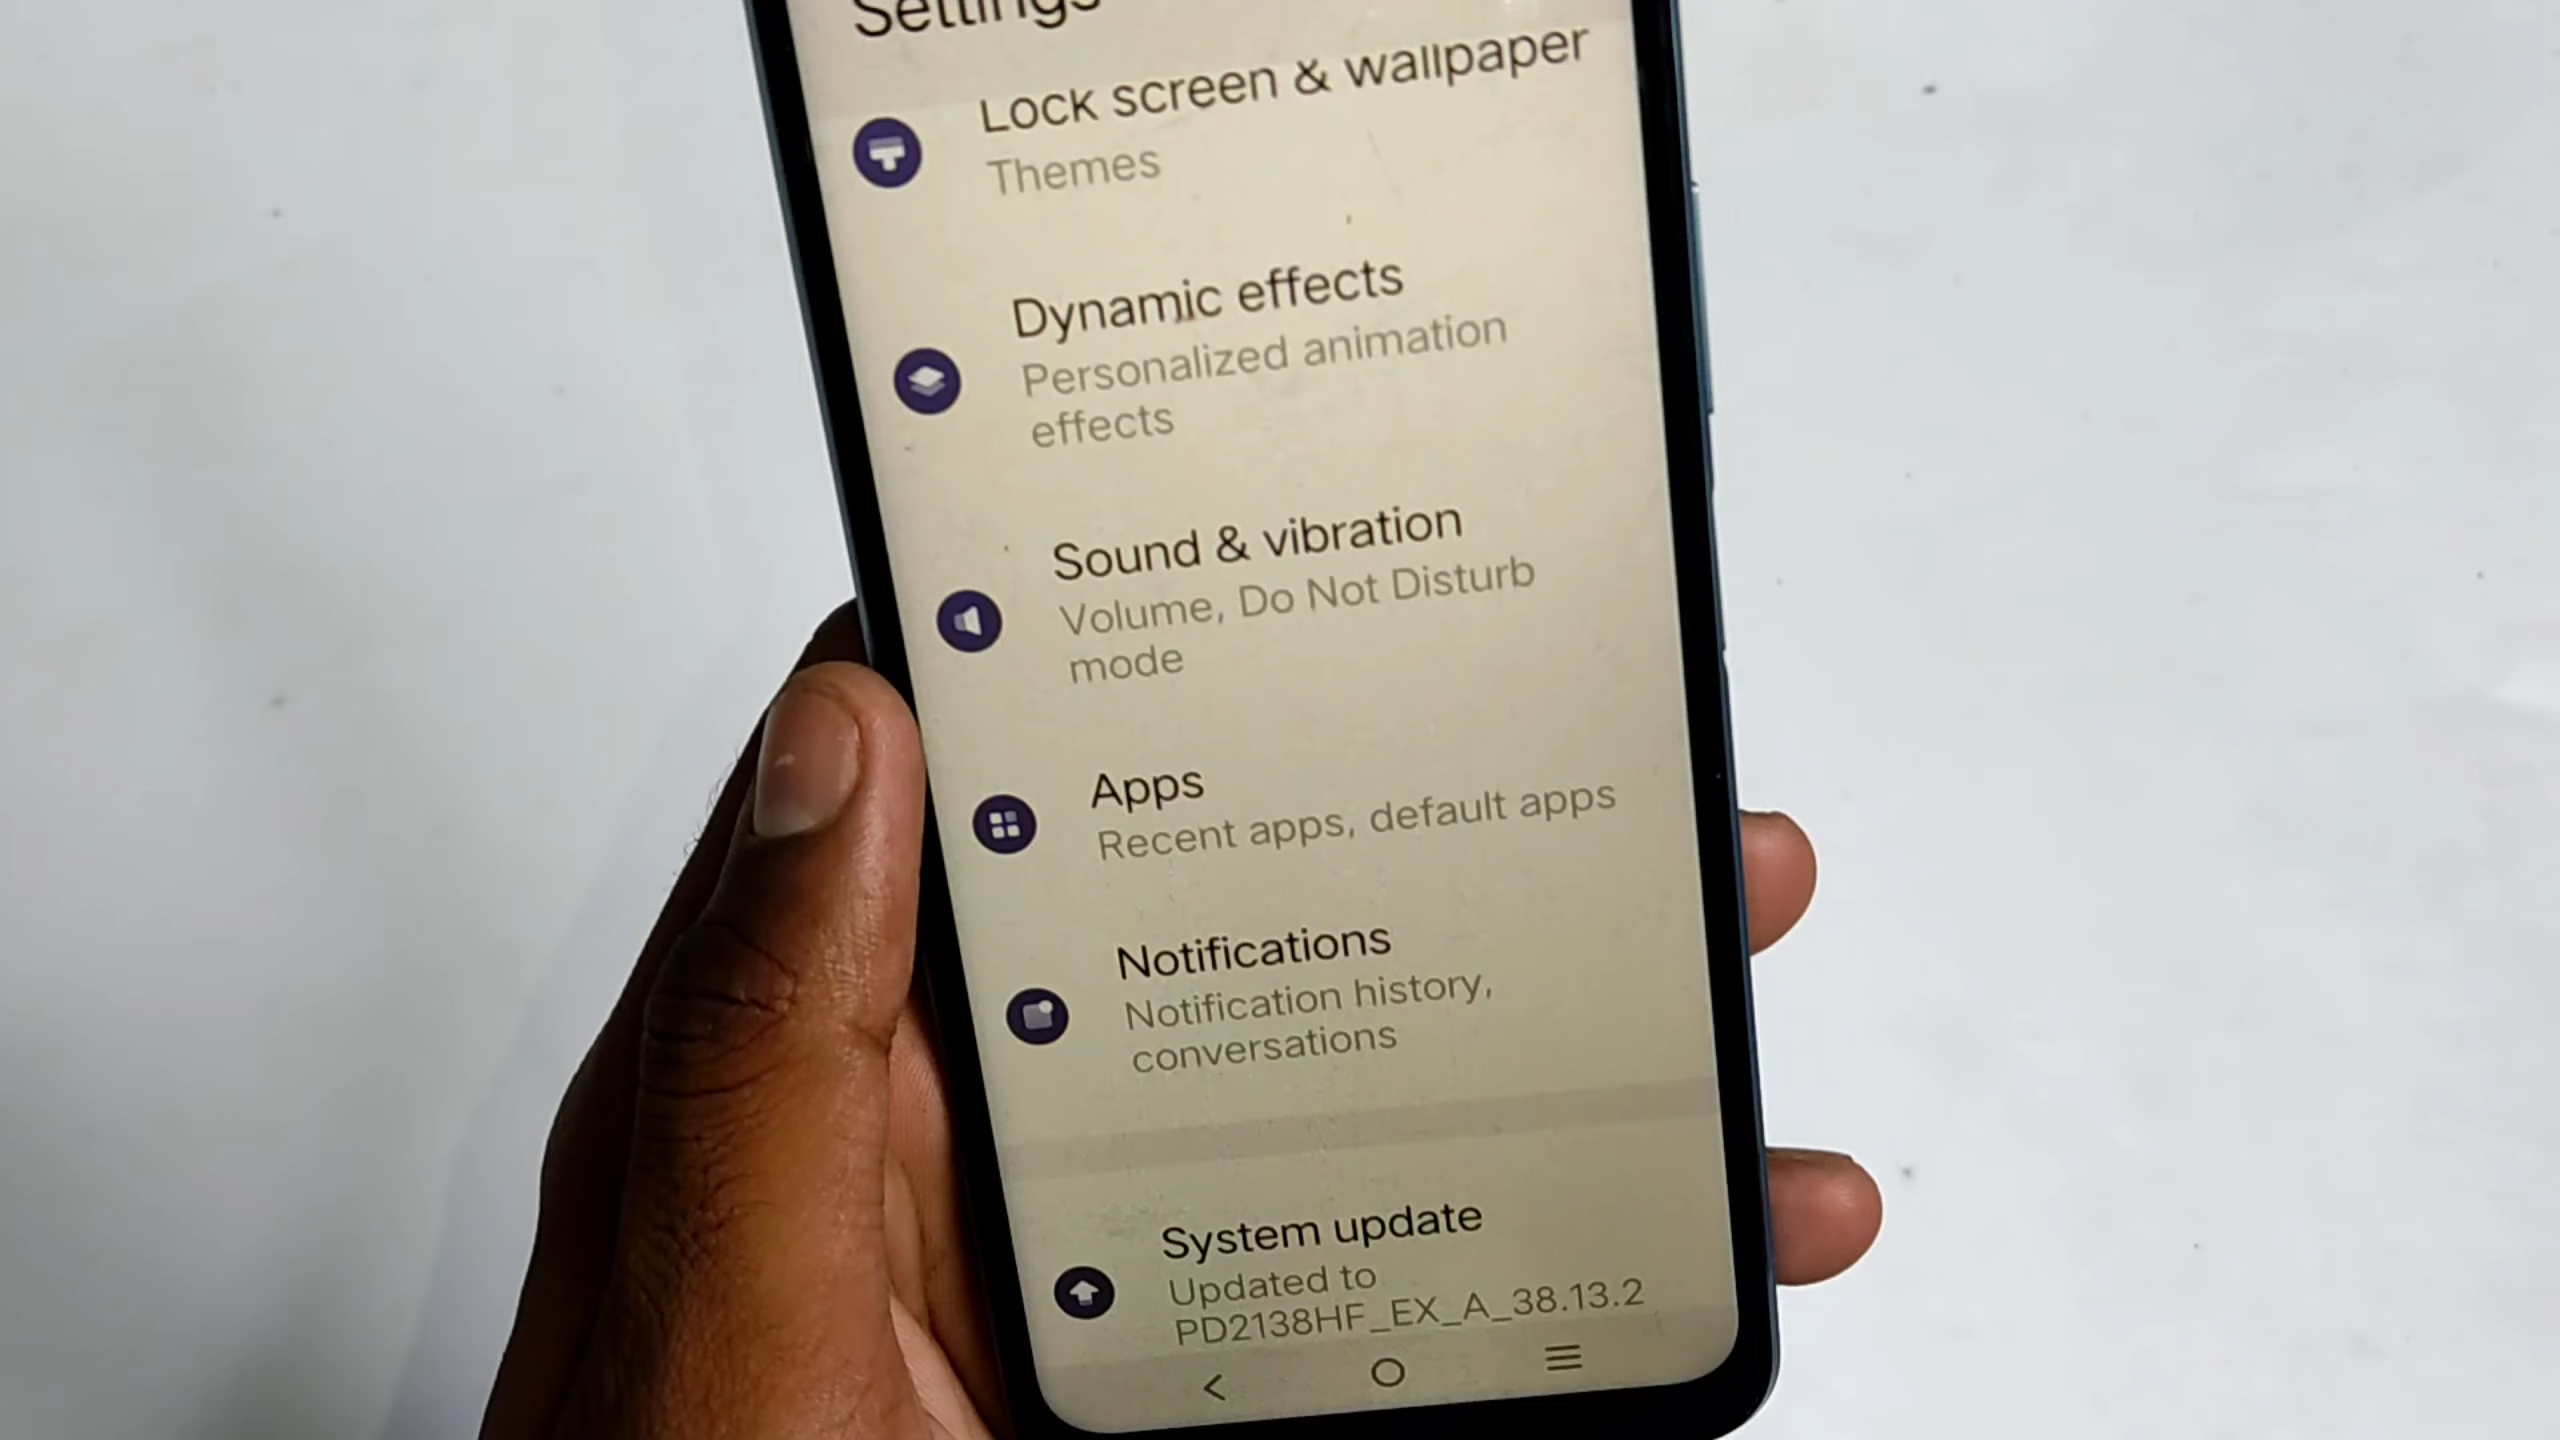 Settings
Lock screen & wallpaper
Themes
Dynamic effects
Personalized animation
effects
Sound & vibration
Volume, Do Not Disturb
mode
Apps
Recent apps, default apps
Notifications
Notification history,
conversations
System update
Updated to
PD2138HF_EX_A_38.13.2